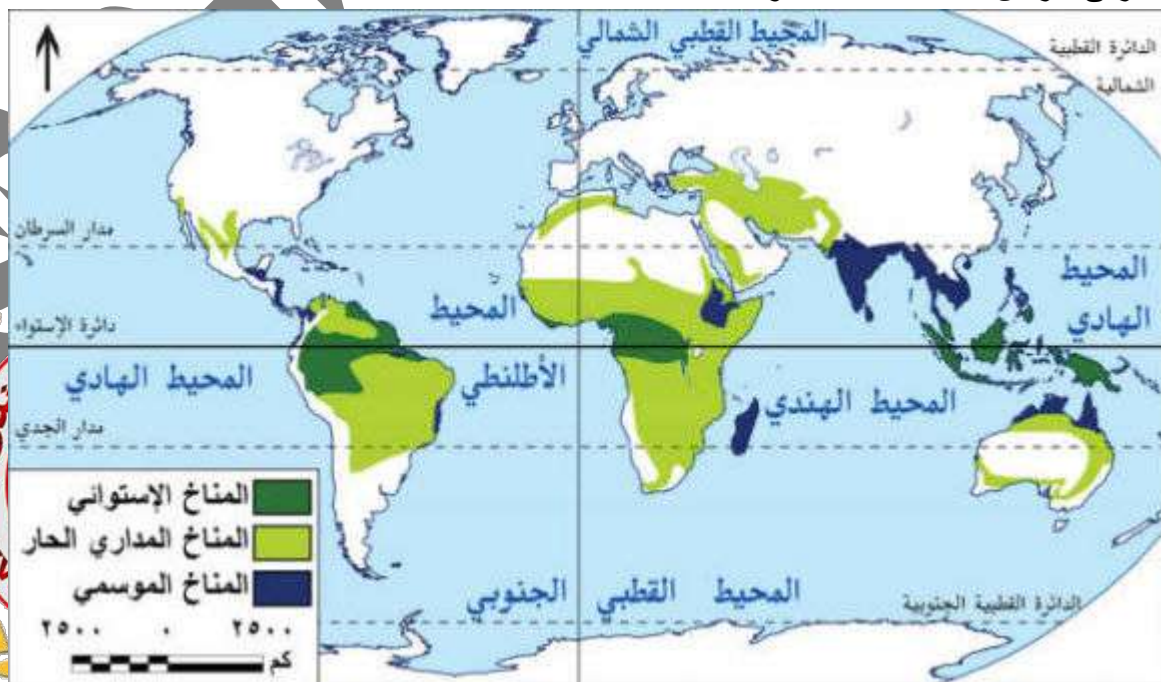 المحيط القطبي الشمالي
الدائرة القطبية
الشمالية
مدار السرطان
المحيط
الهادي
المحيط
دائرة الإستواء
الأطلنطي
المحيط الهادي
المحيط الهندي
مدار الجدي
المناخ الإستوائي
المناخ المداري الحار
المناخ الموسمي
المحيط القطبي الجنوبي
الدائرة القطبية الجنوبية
٢٥٠٠ ٠ ٢٥٠٠
كم